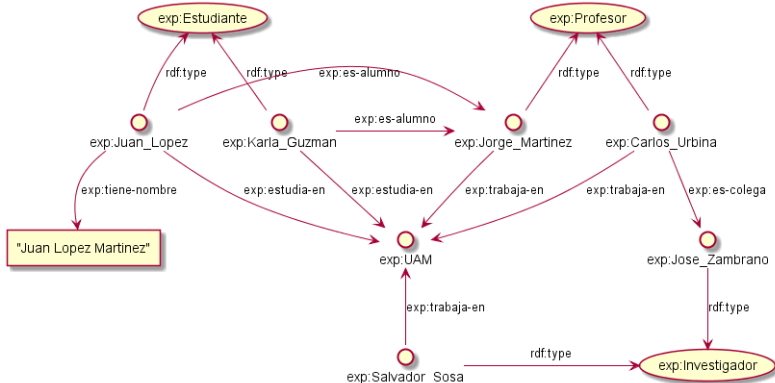 exp:Estudiante
exp:Profesor
rdf:type
rdf:type
exp:es-alumno
rdf:type
rdf:type
exp:es-alumno
exp:Juan_Lopez
exp:Karla_Guzman
exp:Jorge_Martinez
exp:Carlos_Urbina
exp:tiene-nombre
exp:estudia-en
exp:estudia-en
exp:trabaja-en
exp:trabaja-en
exp:es-colega
"Juan Lopez Martinez"
exp:UAM
exp:Jose_Zambrano
exp:trabaja-en
rdf:type
rdf:type
exp:Salvador_Sosa
exp:Investigador